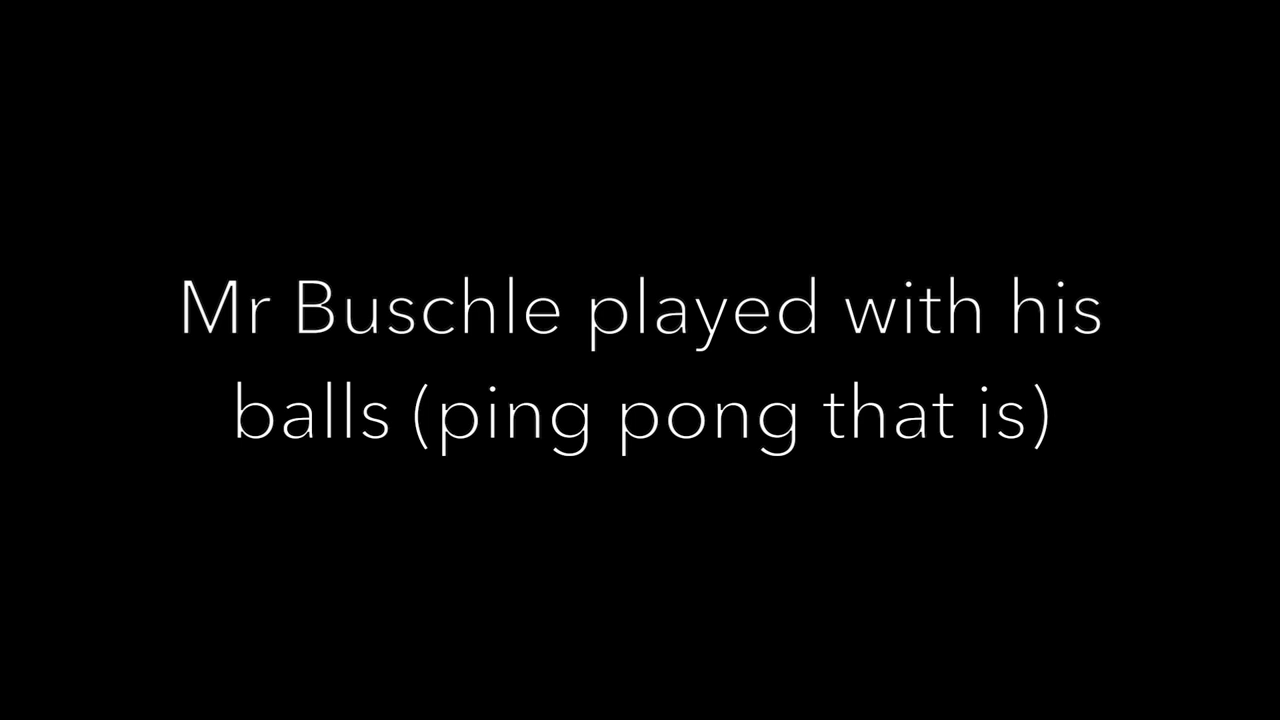 Mr Buschle played with his
balls (ping pong that is)